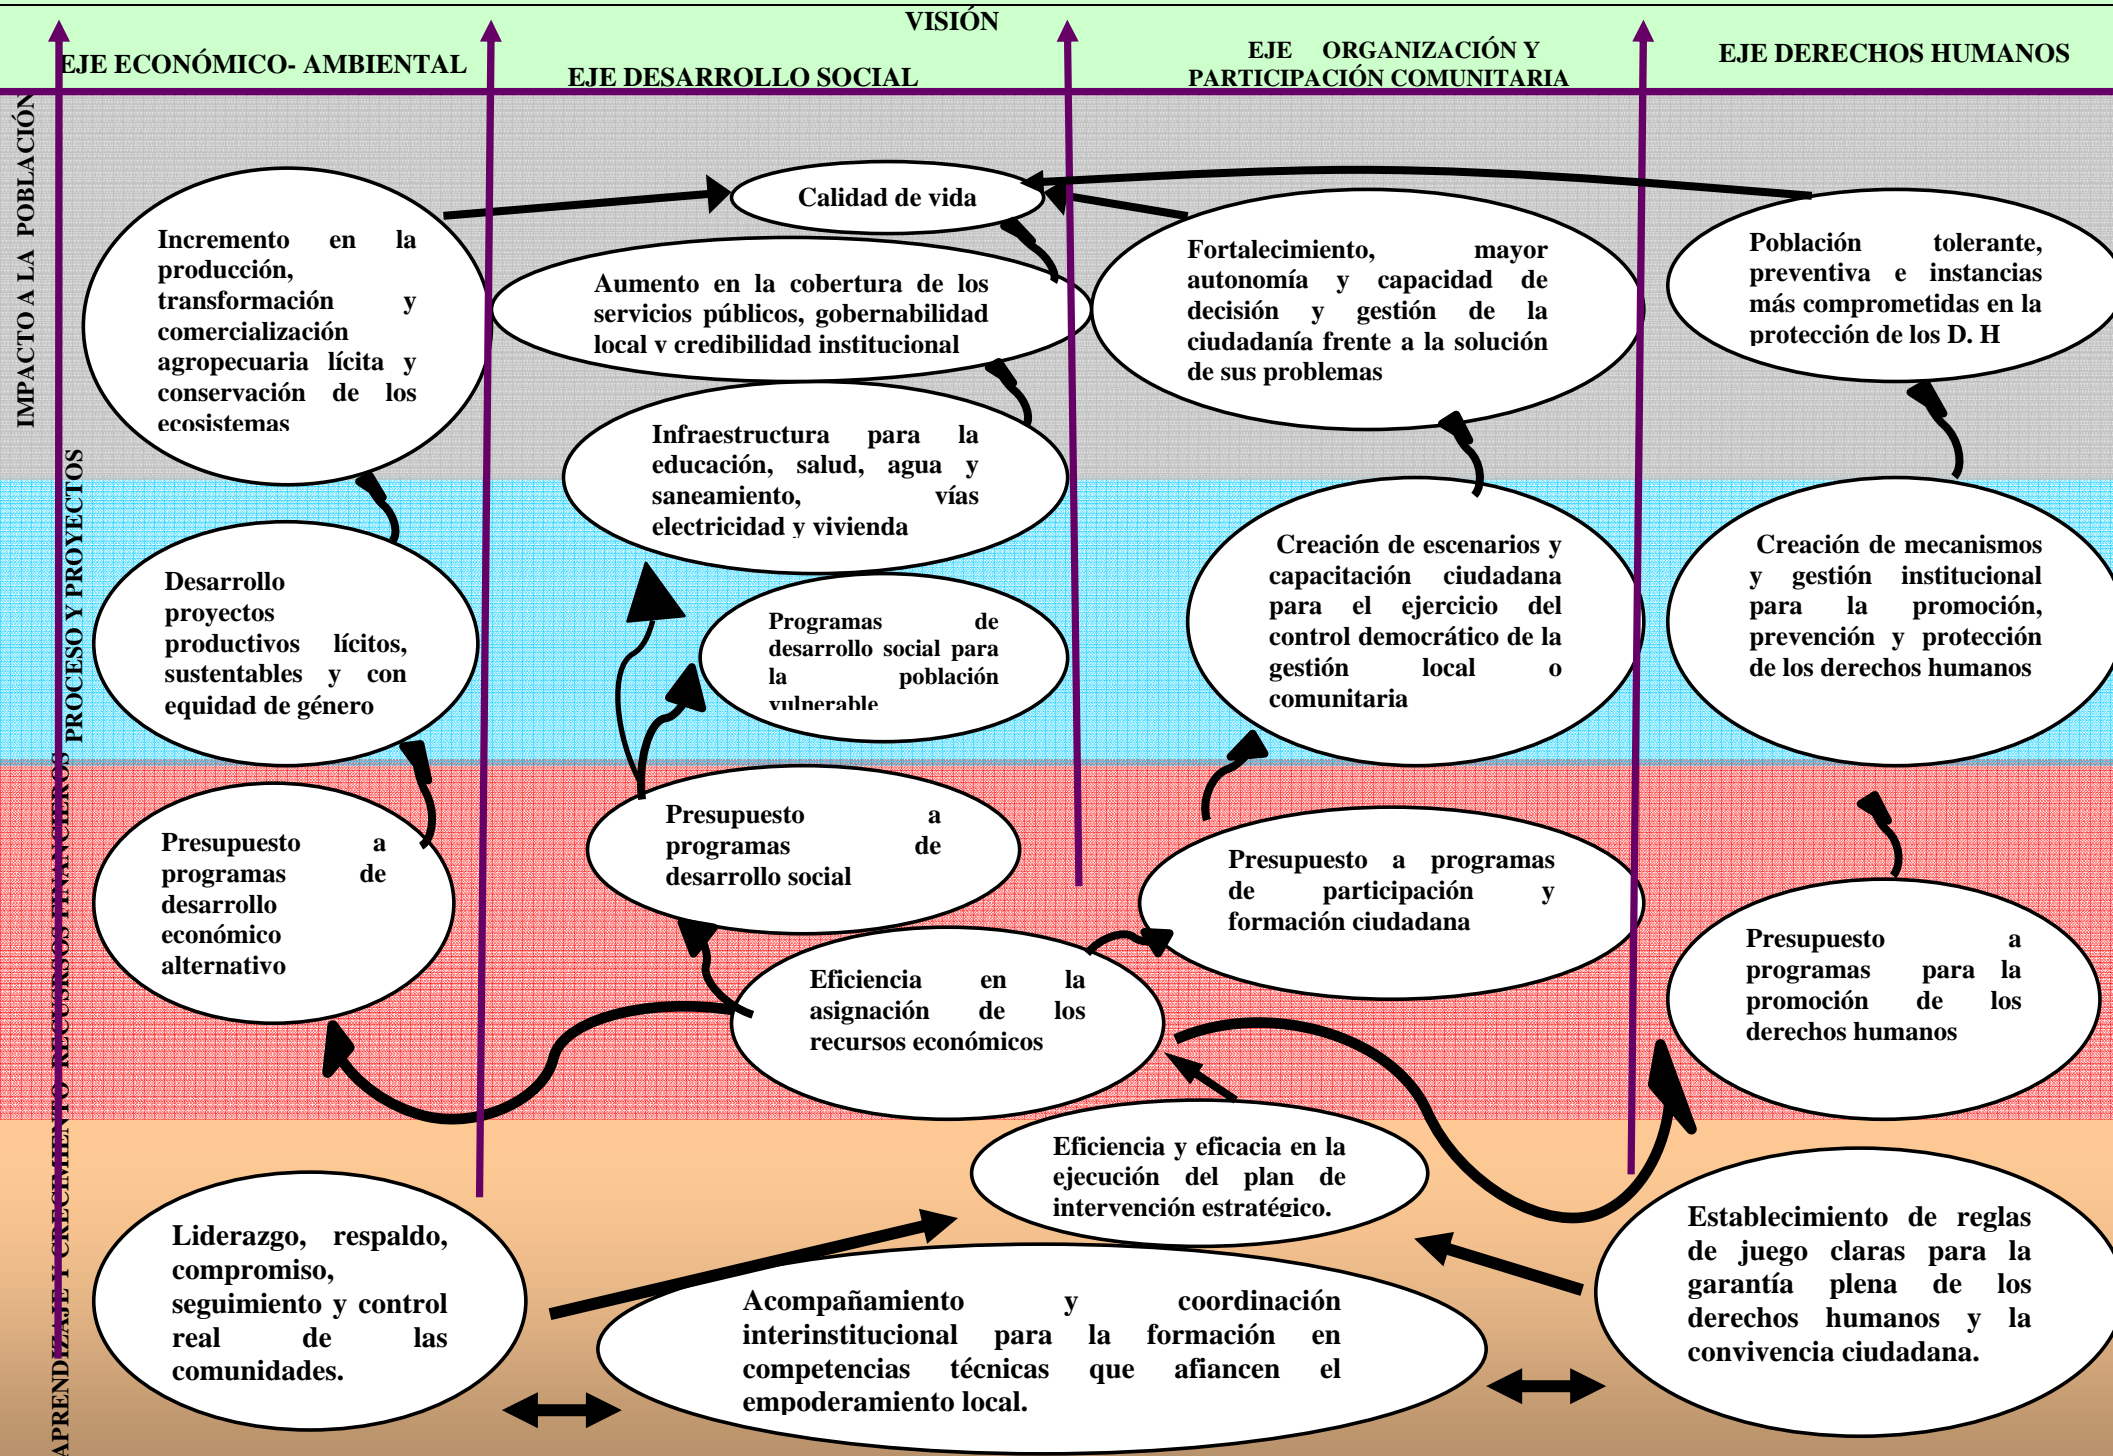 VISIÓN
EJE ECONÓMICO- AMBIENTAL
EJE DESARROLLO SOCIAL
EJE ORGANIZACIÓN Y
PARTICIPACIÓN COMUNITARIA
EJE DERECHOS HUMANOS
IMPACTO A LA POBLACIÓN
Incremento en la
producción,
transformación y
comercialización
agropecuaria lícita y
conservación de los
ecosistemas
Calidad de vida
Aumento en la cobertura de los
servicios públicos, gobernabilidad
local y credibilidad institucional
Infraestructura para la
educación, salud, agua y
saneamiento, vías
electricidad y vivienda
Fortalecimiento, mayor
autonomía y capacidad de
decisión y gestión de la
ciudadanía frente a la solución
de sus problemas
Población tolerante,
preventiva e instancias
más comprometidas en la
protección de los D. H
PROCESO Y PROYECTOS
Desarrollo
proyectos
productivos lícitos,
sustentables y con
equidad de género
Programas de
desarrollo social para
la población
vulnerable
Creación de escenarios y
capacitación ciudadana
para el ejercicio del
control democrático de la
gestión local o
comunitaria
Creación de mecanismos
y gestión institucional
para la promoción,
prevención y protección
de los derechos humanos
RECUSRSOS FINANCIEROS
Presupuesto a
programas de
desarrollo
económico
alternativo
Presupuesto a
programas de
desarrollo social
Presupuesto a programas
de participación y
formación ciudadana
Presupuesto a
programas para la
promoción de los
derechos humanos
Eficiencia en la
asignación de los
recursos económicos
APRENDIZAJE Y CRECIMIENTO
Eficiencia y eficacia en la
ejecución del plan de
intervención estratégico.
Liderazgo, respaldo,
compromiso,
seguimiento y control
real de las
comunidades.
Acompañamiento y coordinación
interinstitucional para la formación en
competencias técnicas que afiancen el
empoderamiento local.
Establecimiento de reglas
de juego claras para la
garantía plena de los
derechos humanos y la
convivencia ciudadana.